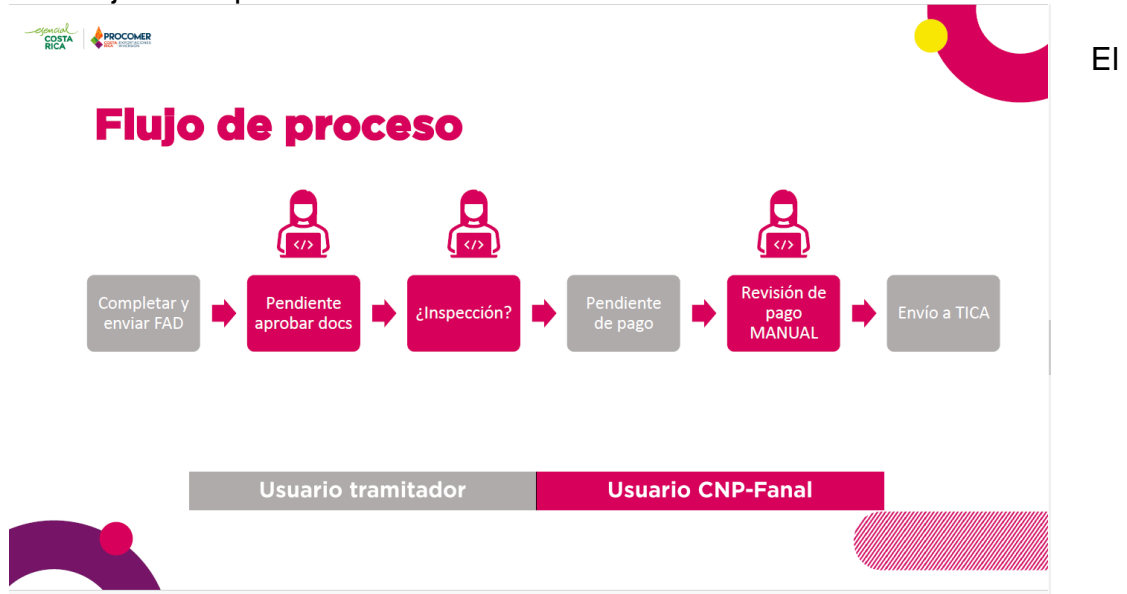 esencial
COSTA
RICA
PROCOMER
El
Flujo de proceso
</>
</>
</>
Completar y
enviar FAD
Pendiente
aprobar docs
¿Inspección?
Pendiente
de pago
Revisión de
pago
MANUAL
Envío a TICA
Usuario tramitador
Usuario CNP-Fanal